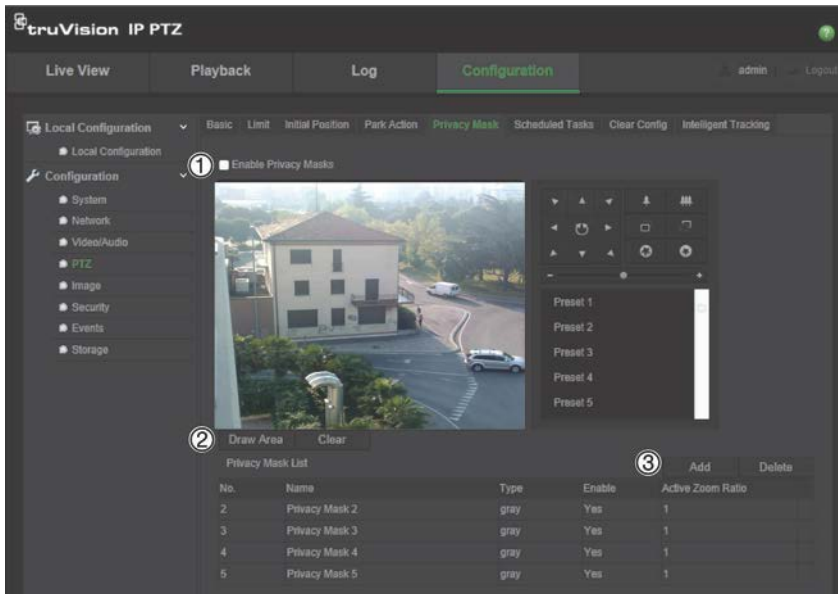 truVision IP PTZ
?
Live View Playback Log Configuration admin Logout
Local Configuration
Local Configuration
Configuration
System
Network
Video/Audio
PTZ
Image
Security
Events
Storage
Basic Limit Initial Position Park Action Privacy Mask Scheduled Tasks Clear Config Intelligent Tracking
① Enable Privacy Masks
- +
Preset 1
Preset 2
Preset 3
Preset 4
Preset 5
② Draw Area Clear
Privacy Mask List
③ Add Delete
No. Name Type Enable Active Zoom Ratio
2 Privacy Mask 2 gray Yes 1
3 Privacy Mask 3 gray Yes 1
4 Privacy Mask 4 gray Yes 1
5 Privacy Mask 5 gray Yes 1